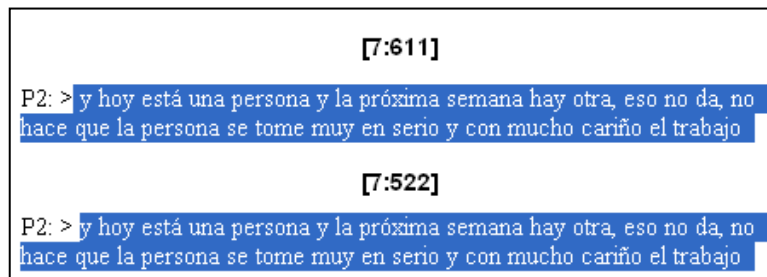 [7:611]
P2: > y hoy está una persona y la próxima semana hay otra, eso no da, no
hace que la persona se tome muy en serio y con mucho cariño el trabajo
[7:522]
P2: > y hoy está una persona y la próxima semana hay otra, eso no da, no
hace que la persona se tome muy en serio y con mucho cariño el trabajo